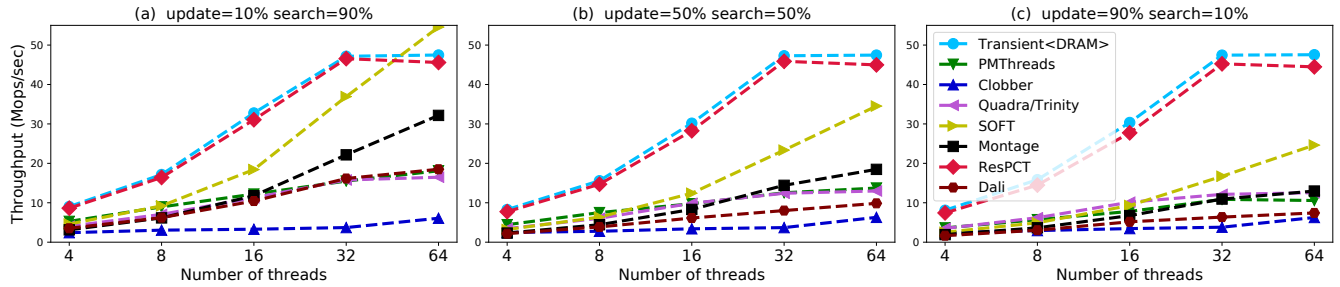 (a) update=10% search=90%
(b) update=50% search=50%
(c) update=90% search=10%
Throughput (Mops/sec)
50
40
30
20
10
0
4 8 16 32 64
Number of threads
50
40
30
20
10
0
4 8 16 32 64
Number of threads
50
40
30
20
10
0
4 8 16 32 64
Number of threads
Transient<DRAM>
PMThreads
Clobber
Quadra/Trinity
SOFT
Montage
ResPCT
Dali